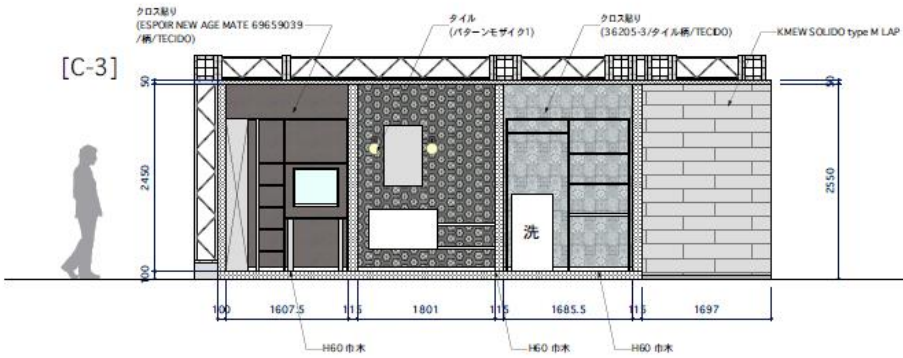 クロス貼り
(ESPOIR NEW AGE MATE 69659039
/柄/TECIDO)
タイル
(パターンモザイク1)
クロス貼り
(36205-3/タイル柄/TECIDO)
KMEW SOLIDO type M LAP
[C-3]
50
50
2450
2550
洗
100
100
1607.5
115
1801
115
1685.5
115
1697
H60 巾木
H60 巾木
H60 巾木